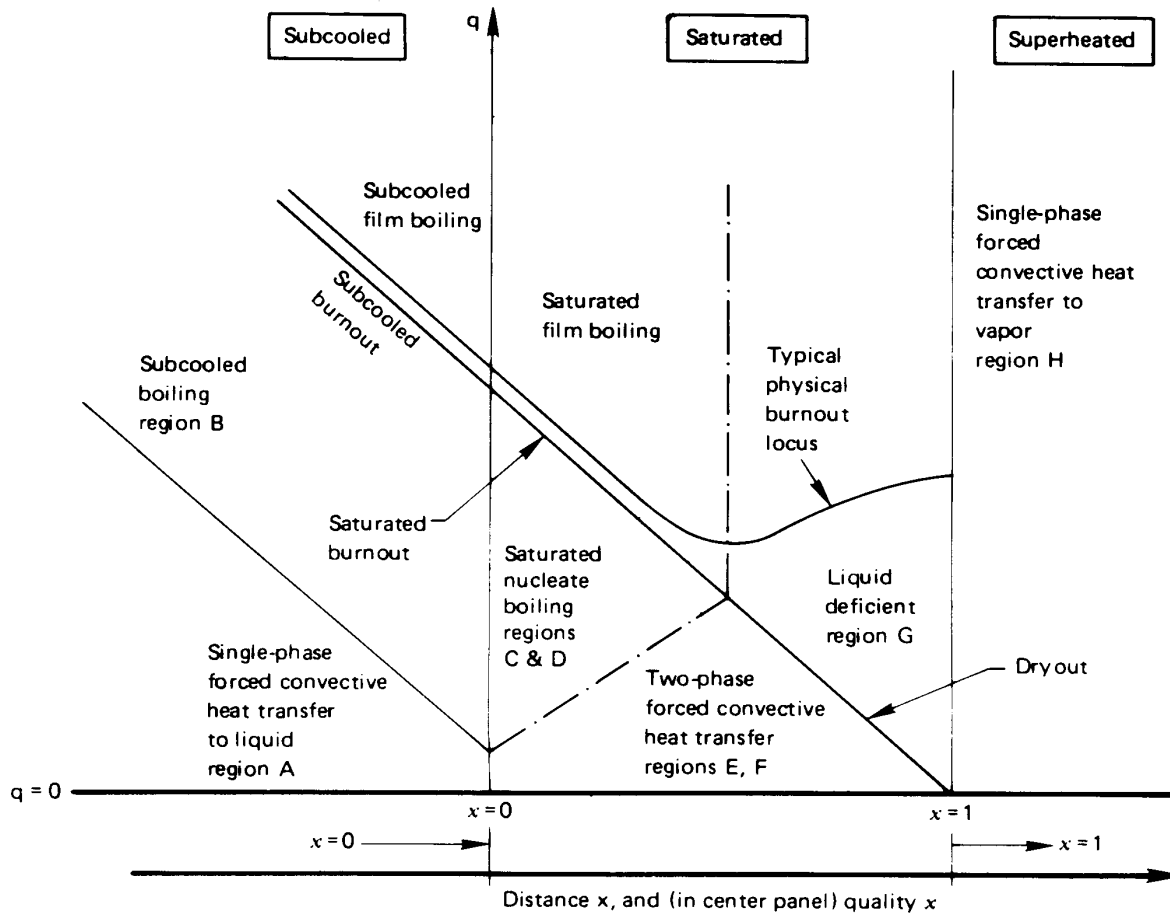 Subcooled
q
Saturated
Superheated
Subcooled
film boiling
Subcooled
burnout
Saturated
film boiling
Single-phase
forced
convective heat
transfer to
vapor
region H
Typical
physical
burnout
locus
Subcooled
boiling
region B
Saturated
burnout
Saturated
nucleate
boiling
regions
C & D
Liquid
deficient
region G
Single-phase
forced convective
heat transfer
to liquid
region A
Two-phase
forced convective
heat transfer
regions E, F
Dryout
q = 0
x = 0
x = 1
x = 0
x = 1
Distance x, and (in center panel) quality x